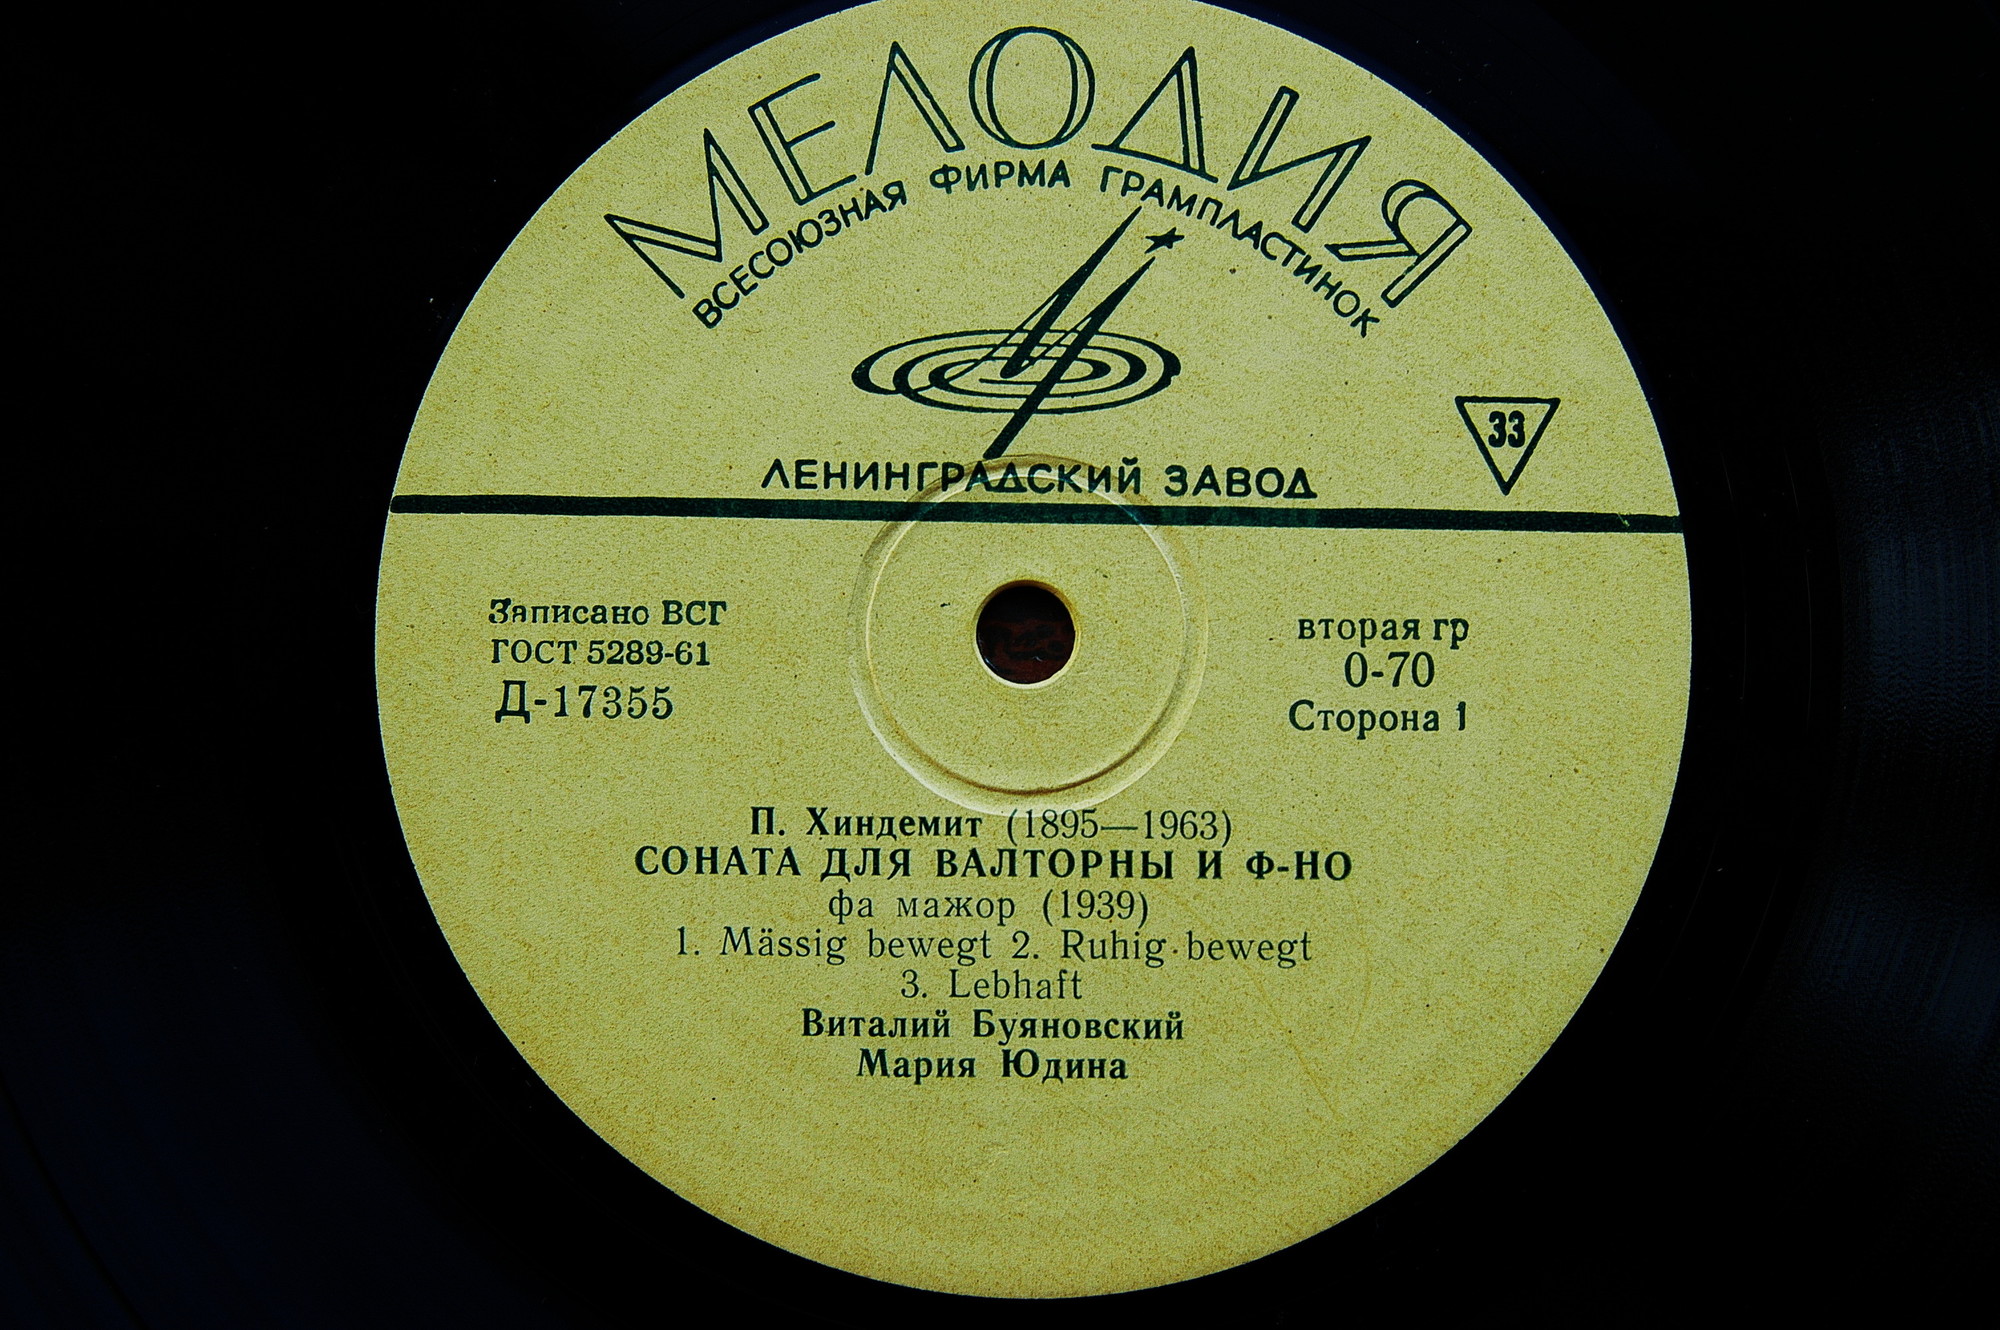 МЕЛОДИЯ
ВСЕСОЮЗНАЯ ФИРМА ГРАМПЛАСТИНОК
33
ЛЕНИНГРАДСКИЙ ЗАВОД
Записано ВСГ
ГОСТ 5289-61
Д-17355
вторая гр
0-70
Сторона 1
П. Хиндемит (1895—1963)
СОНАТА ДЛЯ ВАЛТОРНЫ И Ф-НО
фа мажор (1939)
1. Mässig bewegt 2. Ruhig bewegt
3. Lebhaft
Виталий Буяновский
Мария Юдина